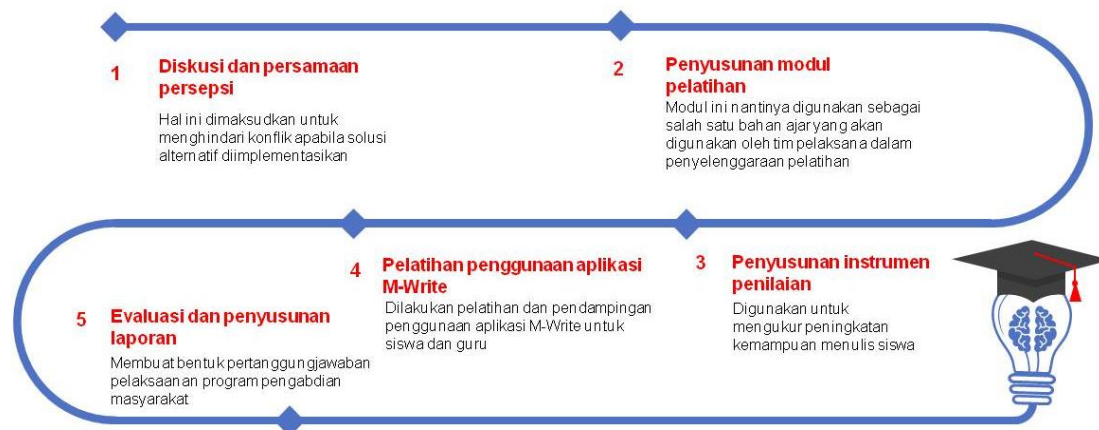 1
Diskusi dan persamaan
persepsi
Hal ini dimaksudkan untuk
menghindari konflik apabila solusi
alternatif diimplementasikan
2
Penyusunan modul
pelatihan
Modul ini nantinya digunakan sebagai
salah satu bahan ajar yang akan
digunakan oleh tim pelaksana dalam
penyelenggaraan pelatihan
3
Penyusunan instrumen
penilaian
Digunakan untuk
mengukur peningkatan
kemampuan menulis siswa
4
Pelatihan penggunaan aplikasi
M-Write
Dilakukan pelatihan dan pendampingan
penggunaan aplikasi M-Write untuk
siswa dan guru
5
Evaluasi dan penyusunan
laporan
Membuat bentuk pertanggungjawaban
pelaksanaan program pengabdian
masyarakat